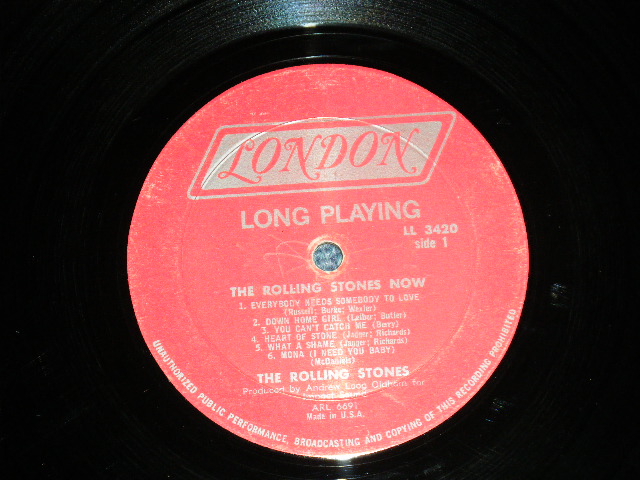 LONDON
LONG PLAYING
LL 3420
side 1
THE ROLLING STONES NOW
1. EVERYBODY NEEDS SOMEBODY TO LOVE
(Russell; Burke; Wexler)
2. DOWN HOME GIRL (Leiber; Butler)
3. YOU CAN'T CATCH ME (Berry)
4. HEART OF STONE (Jagger; Richards)
5. WHAT A SHAME (Jagger; Richards)
6. MONA (I NEED YOU BABY)
(McDaniels)
THE ROLLING STONES
Produced by Andrew Loog Oldham for
Impact Sound
ARL 6691
Made in U.S.A.
UNAUTHORIZED PUBLIC PERFORMANCE, BROADCASTING AND COPYING OF THIS RECORDING PROHIBITED